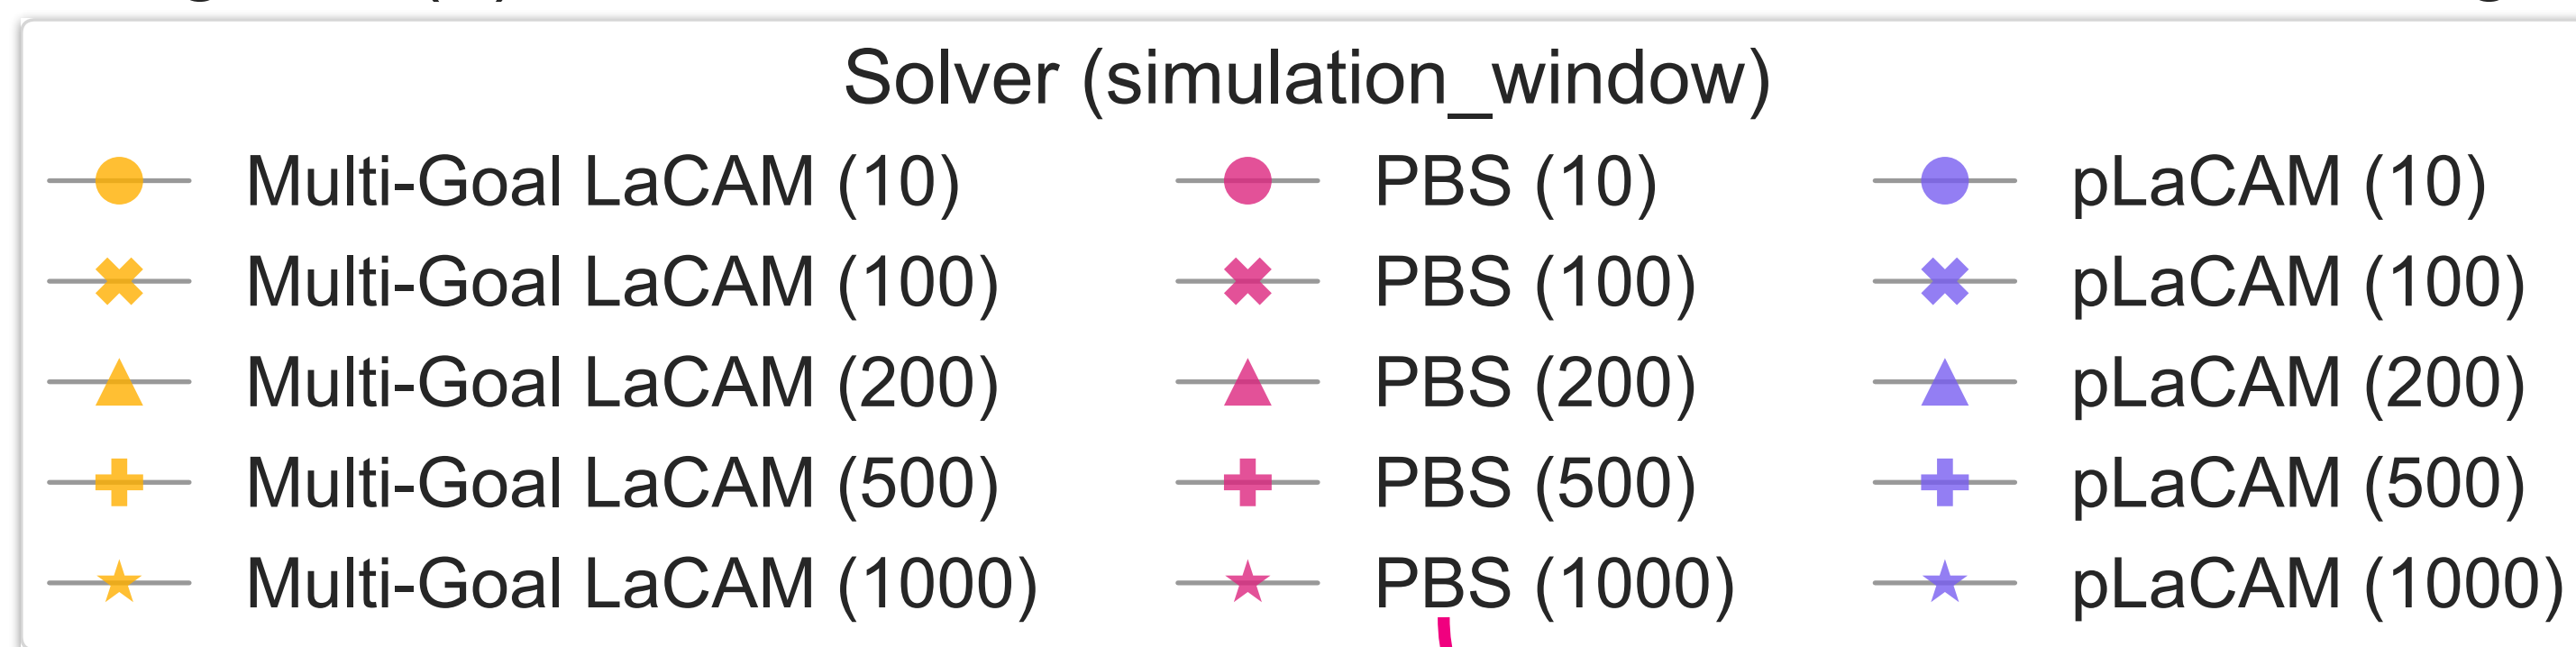 Solver (simulation_window)
Multi-Goal LaCAM (10) PBS (10) pLaCAM (10)
Multi-Goal LaCAM (100) PBS (100) pLaCAM (100)
Multi-Goal LaCAM (200) PBS (200) pLaCAM (200)
Multi-Goal LaCAM (500) PBS (500) pLaCAM (500)
Multi-Goal LaCAM (1000) PBS (1000) pLaCAM (1000)